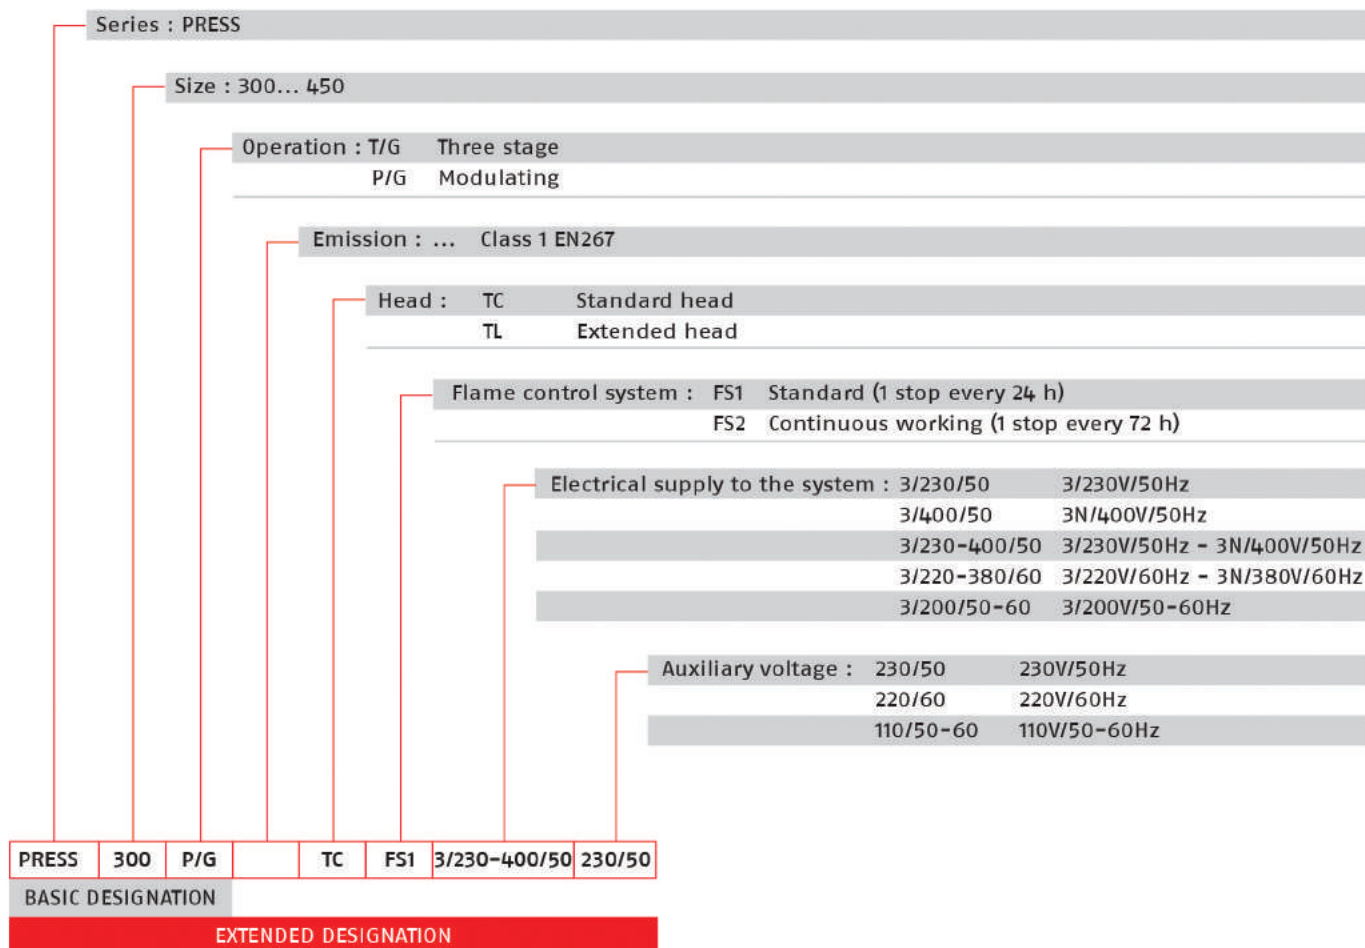 Series : PRESS
Size : 300... 450
Operation : T/G Three stage
P/G Modulating
Emission : ... Class 1 EN267
Head : TC Standard head
TL Extended head
Flame control system : FS1 Standard (1 stop every 24 h)
FS2 Continuous working (1 stop every 72 h)
Electrical supply to the system : 3/230/50 3/230V/50Hz
3/400/50 3N/400V/50Hz
3/230-400/50 3/230V/50Hz - 3N/400V/50Hz
3/220-380/60 3/220V/60Hz - 3N/380V/60Hz
3/200/50-60 3/200V/50-60Hz
Auxiliary voltage : 230/50 230V/50Hz
220/60 220V/60Hz
110/50-60 110V/50-60Hz
PRESS 300 P/G TC FS1 3/230-400/50 230/50
BASIC DESIGNATION
EXTENDED DESIGNATION